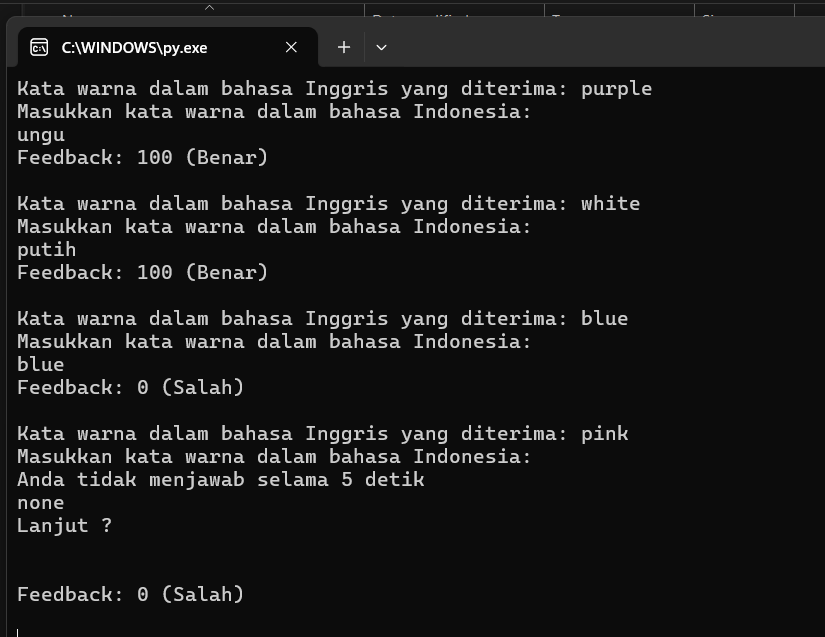 C:\WINDOWS\py.exe
Kata warna dalam bahasa Inggris yang diterima: purple
Masukkan kata warna dalam bahasa Indonesia:
ungu
Feedback: 100 (Benar)
Kata warna dalam bahasa Inggris yang diterima: white
Masukkan kata warna dalam bahasa Indonesia:
putih
Feedback: 100 (Benar)
Kata warna dalam bahasa Inggris yang diterima: blue
Masukkan kata warna dalam bahasa Indonesia:
blue
Feedback: 0 (Salah)
Kata warna dalam bahasa Inggris yang diterima: pink
Masukkan kata warna dalam bahasa Indonesia:
Anda tidak menjawab selama 5 detik
none
Lanjut ?
Feedback: 0 (Salah)